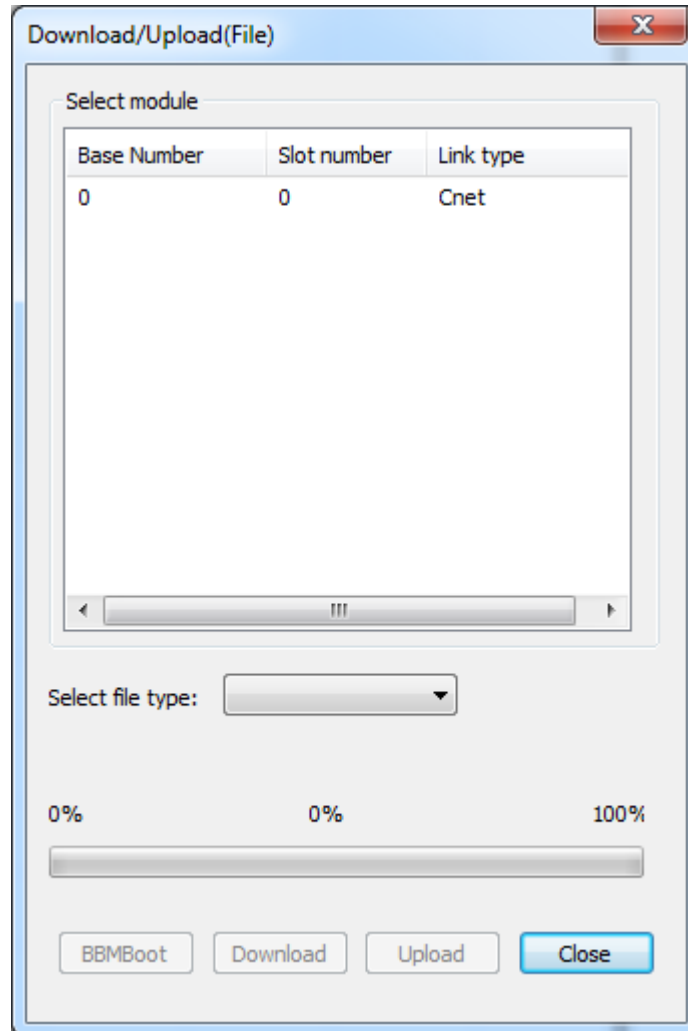 Download/Upload(File)
Select module
Base Number Slot number Link type
0 0 Cnet
Select file type:
0% 0% 100%
BBMBoot Download Upload Close